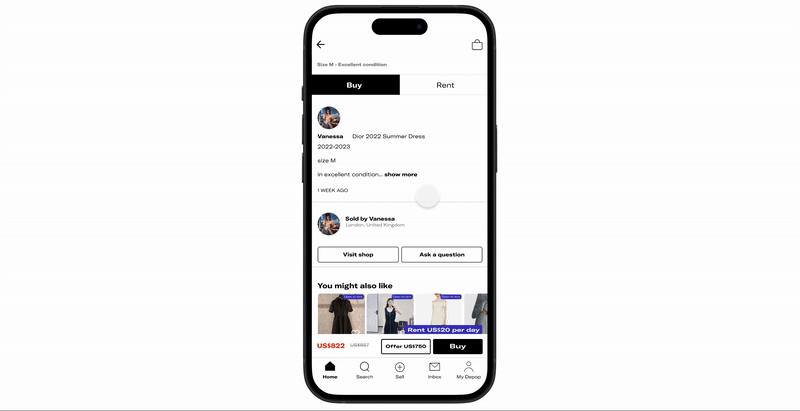 Size M - Excellent condition
Buy
Rent
Vanessa Dior 2022 Summer Dress
2022-2023
size M
in excellent condition... show more
1 WEEK AGO
Sold by Vanessa
London, United Kingdom
Visit shop
Ask a question
You might also like
Rent US$20 per day
US$822
US$857
Offer US$750
Buy
Home
Search
Sell
Inbox
My Depop